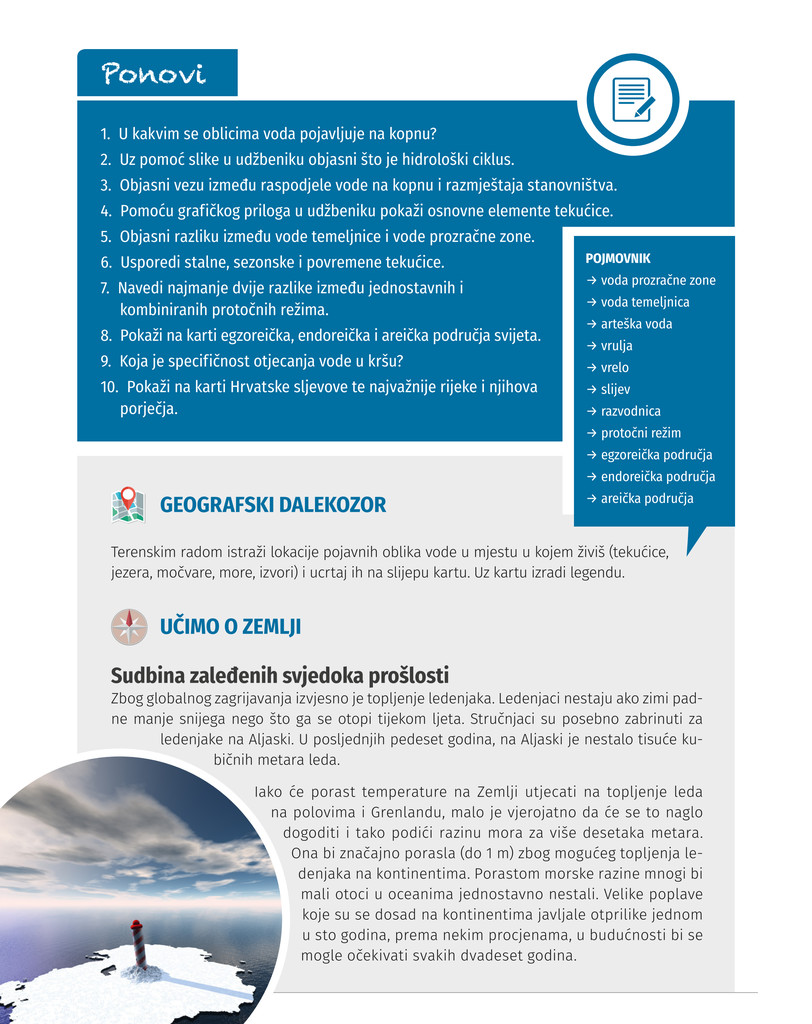 Ponovi
1. U kakvim se oblicima voda pojavljuje na kopnu?
2. Uz pomoć slike u udžbeniku objasni što je hidrološki ciklus.
3. Objasni vezu između raspodjele vode na kopnu i razmještaja stanovništva.
4. Pomoću grafičkog priloga u udžbeniku pokaži osnovne elemente tekućice.
5. Objasni razliku između vode temeljnice i vode prozračne zone.
6. Usporedi stalne, sezonske i povremene tekućice.
7. Navedi najmanje dvije razlike između jednostavnih i
kombiniranih protočnih režima.
8. Pokaži na karti egzoreička, endoreička i areička područja svijeta.
9. Koja je specifičnost otjecanja vode u kršu?
10. Pokaži na karti Hrvatske sljevove te najvažnije rijeke i njihova
porječja.
POJMOVNIK
→ voda prozračne zone
→ voda temeljnica
→ arteška voda
→ vrulja
→ vrelo
→ slijev
→ razvodnica
→ protočni režim
→ egzoreička područja
→ endoreička područja
→ areička područja
GEOGRAFSKI DALEKOZOR
Terenskim radom istraži lokacije pojavnih oblika vode u mjestu u kojem živiš (tekućice,
jezera, močvare, more, izvori) i ucrtaj ih na slijepu kartu. Uz kartu izradi legendu.
UČIMO O ZEMLJI
Sudbina zaleđenih svjedoka prošlosti
Zbog globalnog zagrijavanja izvjesno je topljenje ledenjaka. Ledenjaci nestaju ako zimi pad-
ne manje snijega nego što ga se otopi tijekom ljeta. Stručnjaci su posebno zabrinuti za
ledenjake na Aljaski. U posljednjih pedeset godina, na Aljaski je nestalo tisuće ku-
bičnih metara leda.
Iako će porast temperature na Zemlji utjecati na topljenje leda
na polovima i Grenlandu, malo je vjerojatno da će se to naglo
dogoditi i tako podići razinu mora za više desetaka metara.
Ona bi značajno porasla (do 1 m) zbog mogućeg topljenja le-
denjaka na kontinentima. Porastom morske razine mnogi bi
mali otoci u oceanima jednostavno nestali. Velike poplave
koje su se dosad na kontinentima javljale otprilike jednom
u sto godina, prema nekim procjenama, u budućnosti bi se
mogle očekivati svakih dvadeset godina.